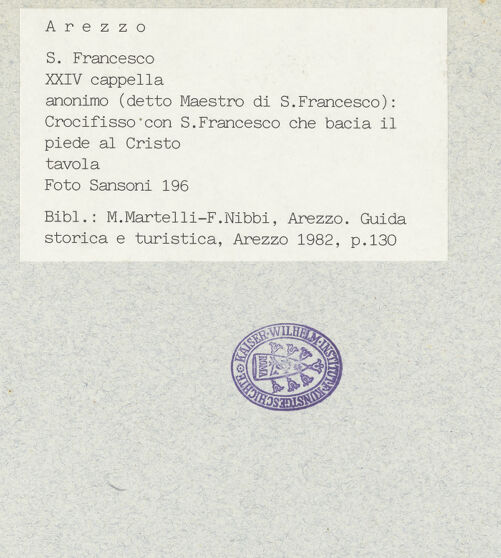 A r e z z o
S. Francesco
XXIV cappella
anonimo (detto Maestro di S.Francesco):
Crocifisso con S.Francesco che bacia il
piede al Cristo
tavola
Foto Sansoni 196
Bibl.: M.Martelli-F.Nibbi, Arezzo. Guida
storica e turistica, Arezzo 1982, p.130
KAISER·WILHELM·INSTITUT·F·KUNSTGESCHICHTE